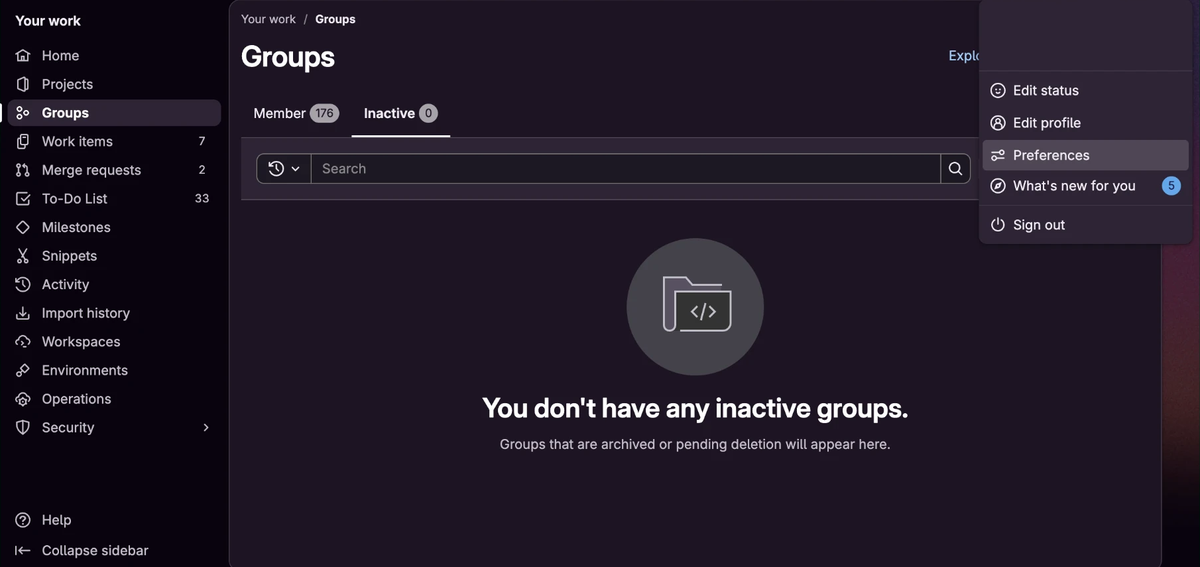 Your work
Home
Projects
Groups
Work items 7
Merge requests 2
To-Do List 33
Milestones
Snippets
Activity
Import history
Workspaces
Environments
Operations
Security
Help
Collapse sidebar
Your work / Groups
Groups
Member 176 Inactive 0
Search
You don't have any inactive groups.
Groups that are archived or pending deletion will appear here.
Edit status
Edit profile
Preferences
What's new for you 5
Sign out